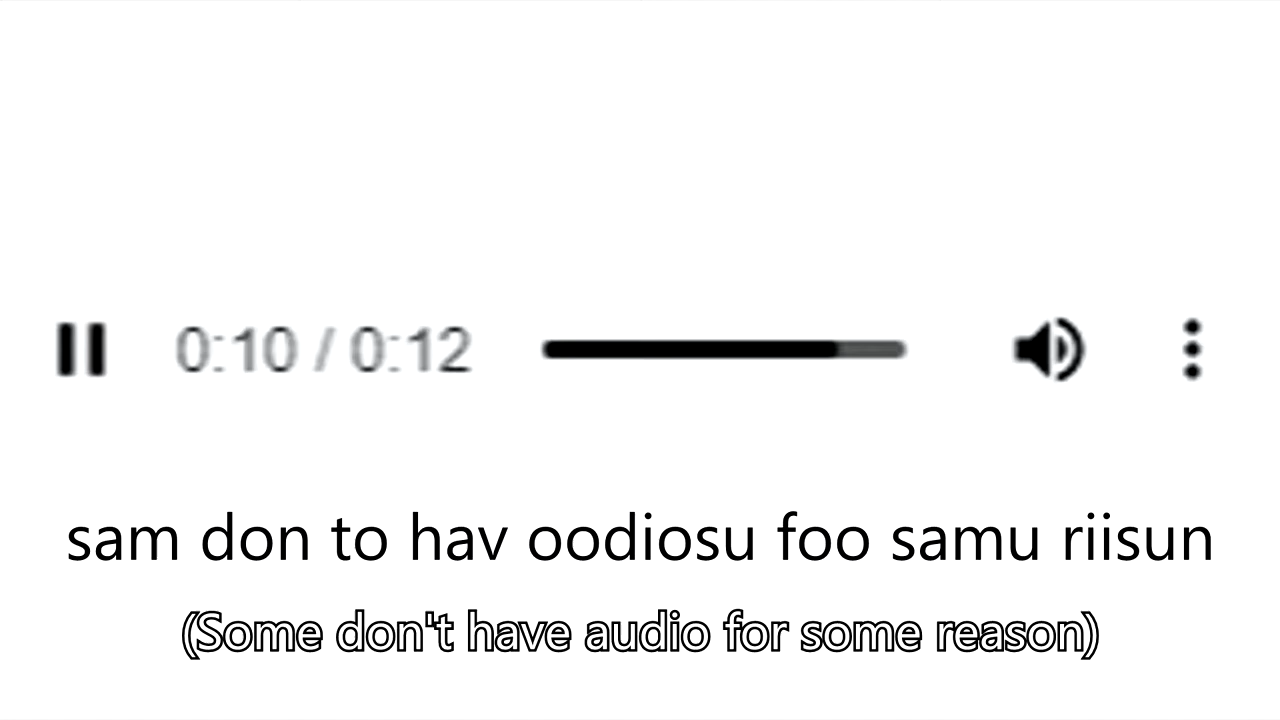 0:10 / 0:12
sam don to hav oodiosu foo samu riisun
(Some don't have audio for some reason)